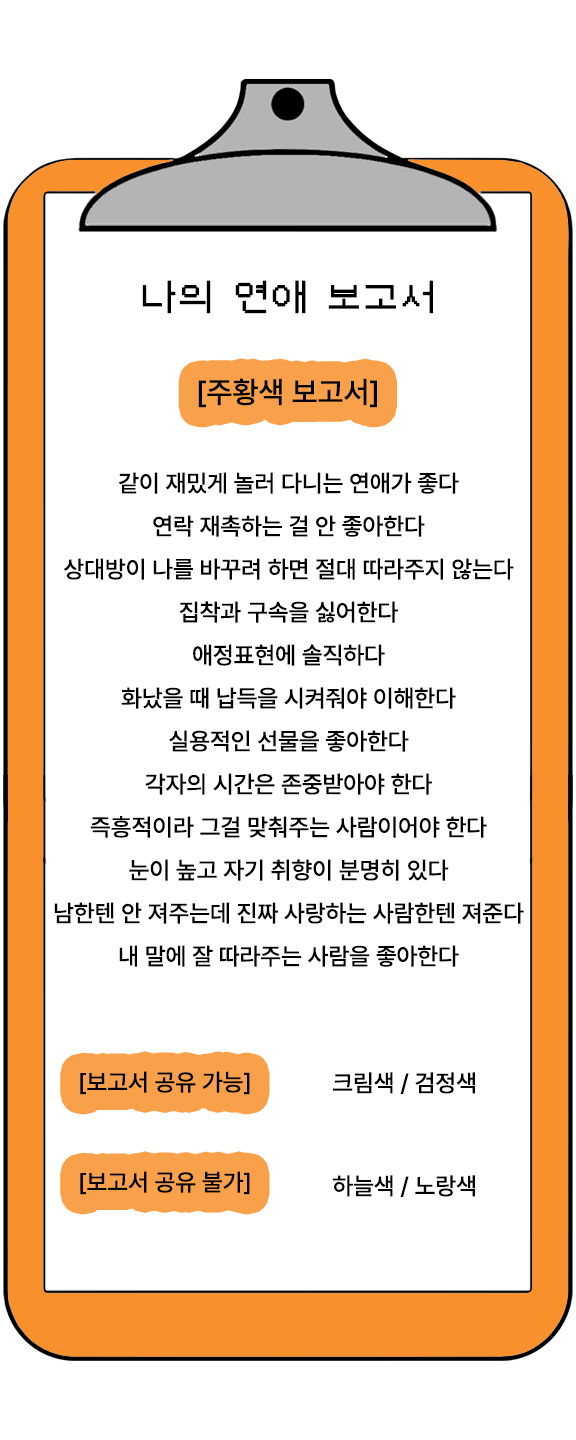 나의 연애 보고서
[주황색 보고서]
같이 재밌게 놀러 다니는 연애가 좋다
연락 재촉하는 걸 안 좋아한다
상대방이 나를 바꾸려 하면 절대 따라주지 않는다
집착과 구속을 싫어한다
애정표현에 솔직하다
화났을 때 납득을 시켜줘야 이해한다
실용적인 선물을 좋아한다
각자의 시간은 존중받아야 한다
즉흥적이라 그걸 맞춰주는 사람이어야 한다
눈이 높고 자기 취향이 분명히 있다
남한텐 안 져주는데 진짜 사랑하는 사람한텐 져준다
내 말에 잘 따라주는 사람을 좋아한다
[보고서 공유 가능] 크림색 / 검정색
[보고서 공유 불가] 하늘색 / 노랑색